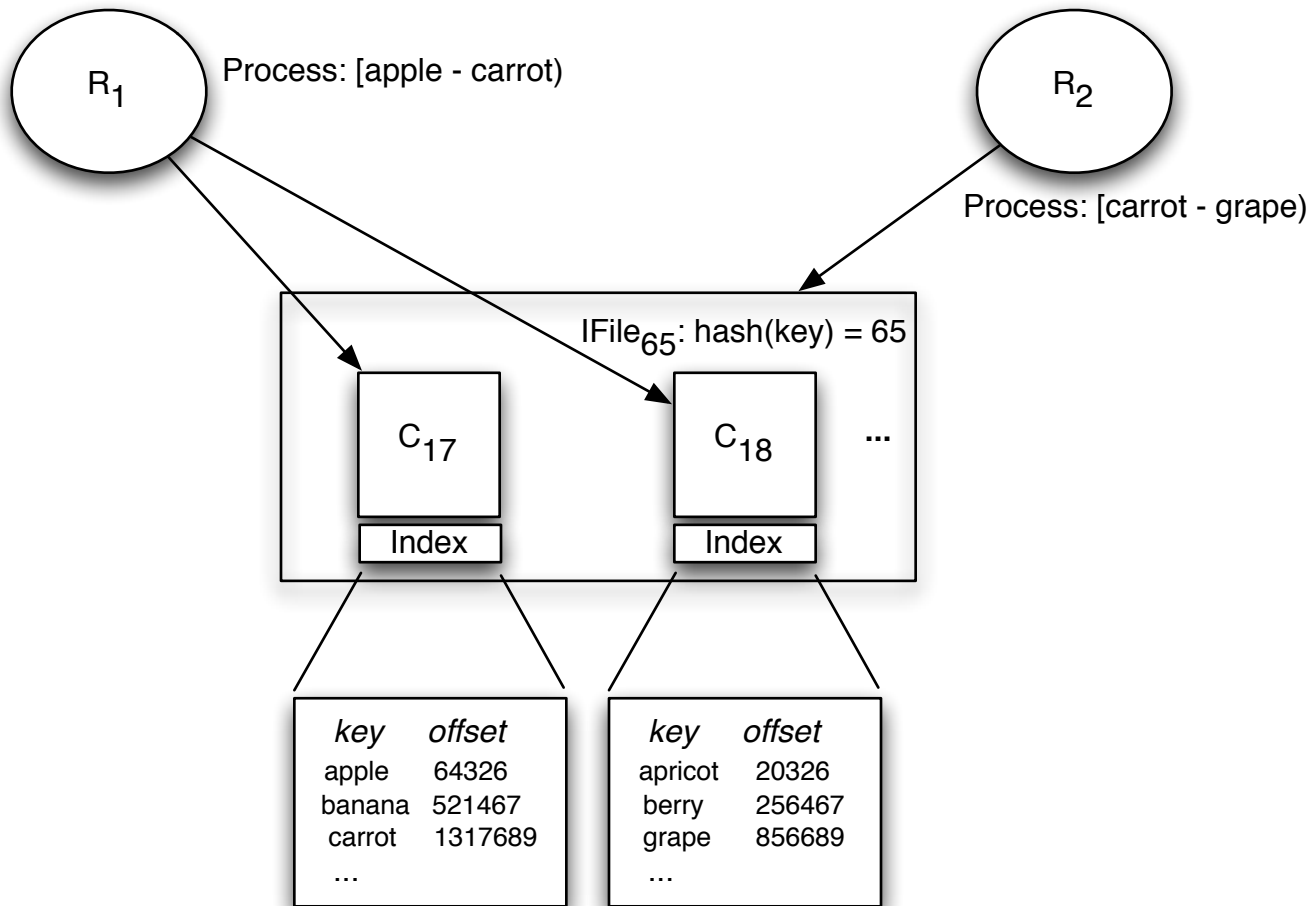 R1
Process: [apple - carrot)
R2
Process: [carrot - grape)
IFile65: hash(key) = 65
C17
C18
...
Index
Index
key offset
apple 64326
banana 521467
carrot 1317689
...
key offset
apricot 20326
berry 256467
grape 856689
...